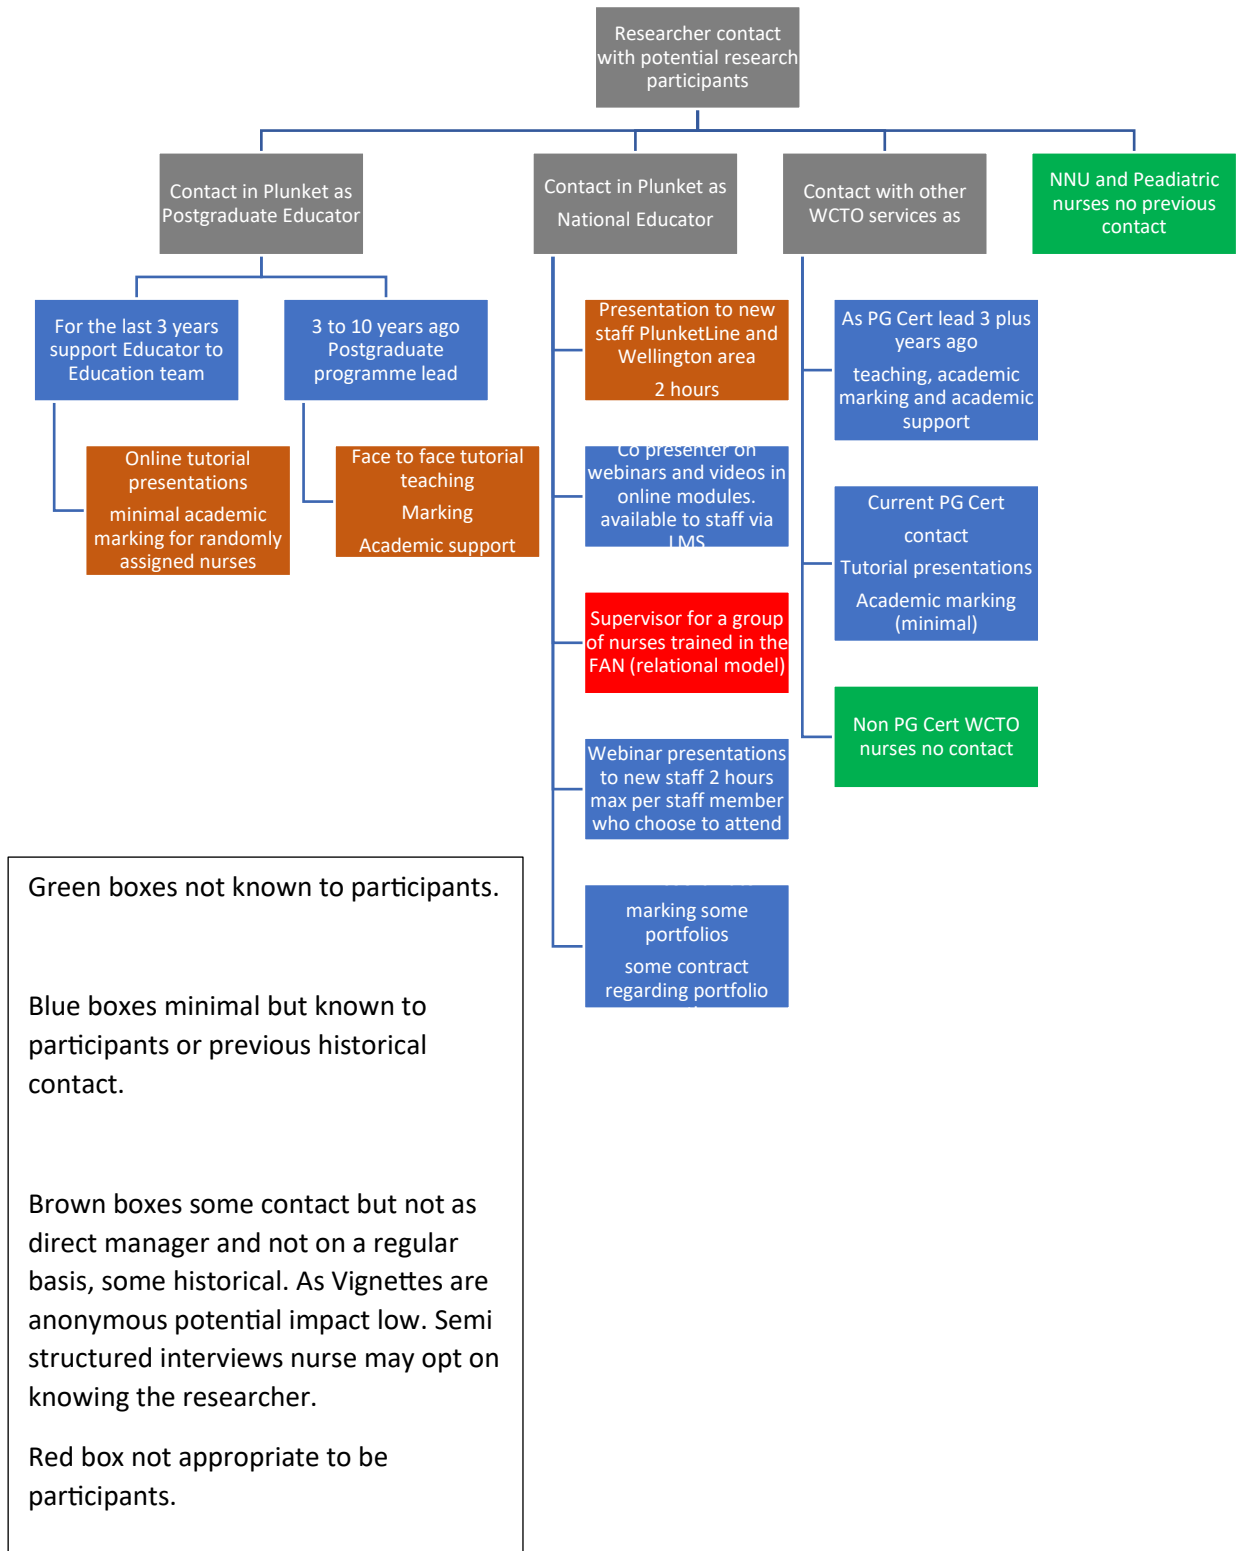 Researcher contact
with potential research
participants
Contact in Plunket as
Postgraduate Educator
Contact in Plunket as
National Educator
Contact with other
WCTO services as
NNU and Peadiatric
nurses no previous
contact
For the last 3 years
support Educator to
Education team
3 to 10 years ago
Postgraduate
programme lead
Online tutorial
presentations
minimal academic
marking for randomly
assigned nurses
Face to face tutorial
teaching
Marking
Academic support
Presentation to new
staff PlunketLine and
Wellington area
2 hours
Co presenter on
webinars and videos in
online modules.
available to staff via
LMS
Supervisor for a group
of nurses trained in the
FAN (relational model)
Webinar presentations
to new staff 2 hours
max per staff member
who choose to attend
marking some
portfolios
some contract
regarding portfolio
As PG Cert lead 3 plus
years ago
teaching, academic
marking and academic
support
Current PG Cert
contact
Tutorial presentations
Academic marking
(minimal)
Non PG Cert WCTO
nurses no contact
Green boxes not known to participants.
Blue boxes minimal but known to
participants or previous historical
contact.
Brown boxes some contact but not as
direct manager and not on a regular
basis, some historical. As Vignettes are
anonymous potential impact low. Semi
structured interviews nurse may opt on
knowing the researcher.
Red box not appropriate to be
participants.